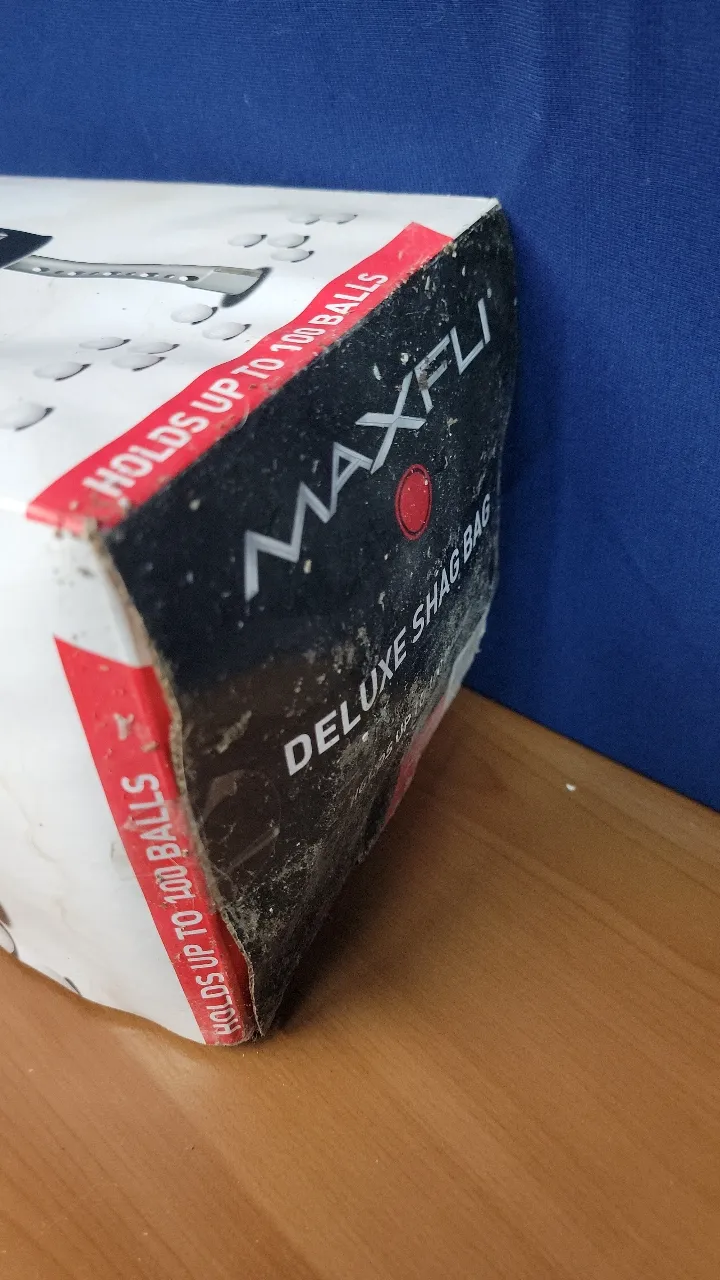 HOLDS UP TO 100 BALLS
MAXFLI
DELUXE SHAG BAG
HOLDS UP TO 100 BALLS